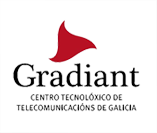 Gradiant
CENTRO TECNOLÓXICO DE
TELECOMUNICACIÓNS DE GALICIA